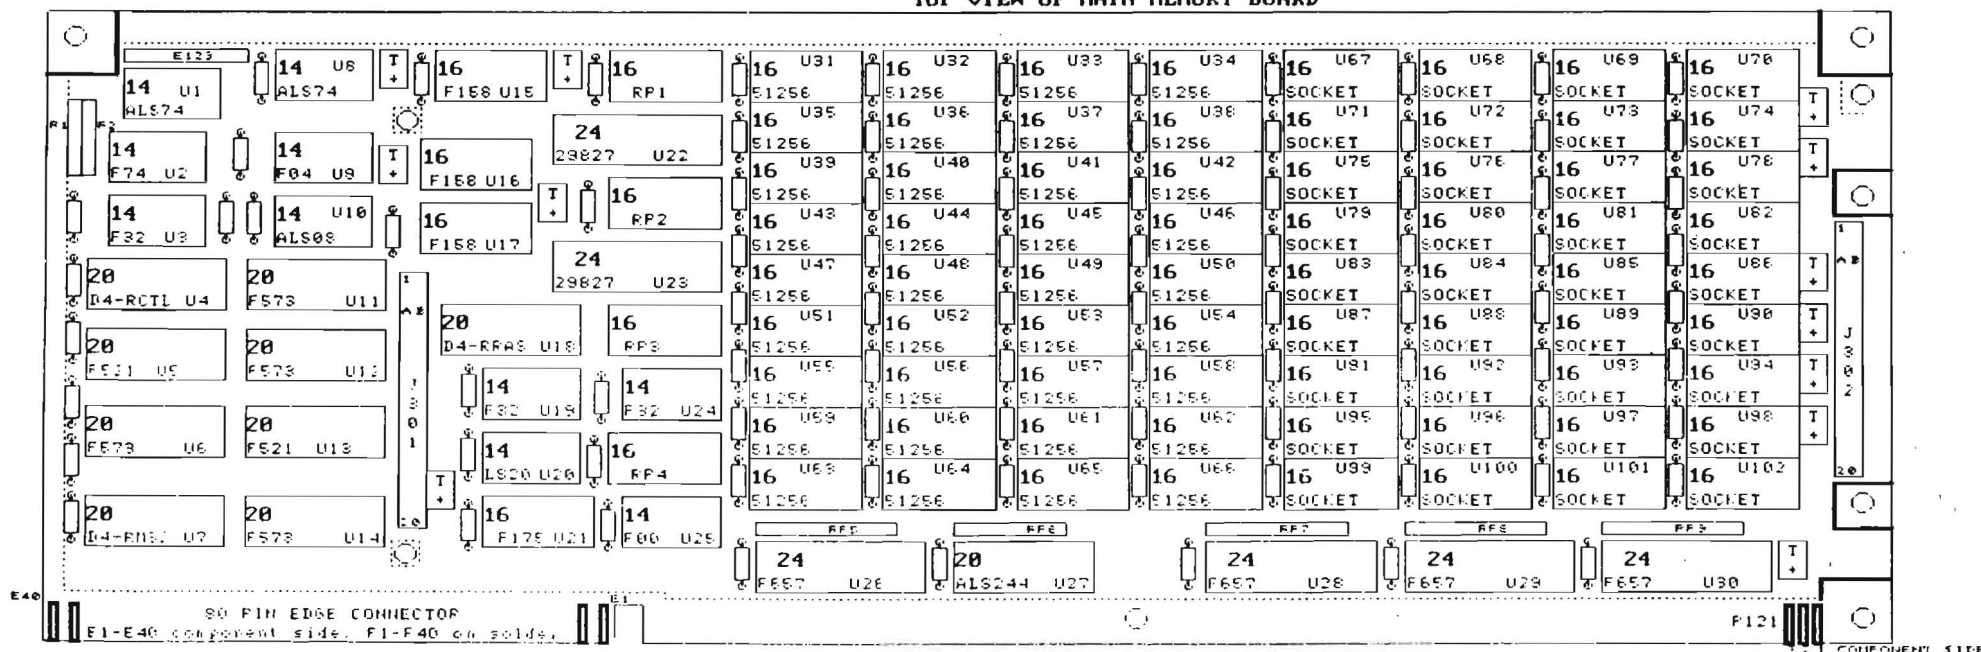 TOP VIEW OF MAIN MEMORY BOARD
E123
14 U1
ALS74
14 U8
ALS74
T
+
16
F158 U15
T
+
16
RP1
R1
14
F74 U2
14
F04 U9
T
+
16
F158 U16
24
29827 U22
14
F32 U3
14 U10
ALS08
16
F158 U17
T
+
16
RP2
24
29827 U23
20
D4-RCTL U4
20
F573 U11
1
AB
J301
20
20
D4-RRAS U18
16
RP3
20
F521 U5
20
F573 U12
14
F32 U19
14
F32 U24
20
F573 U6
20
F521 U13
14
LS20 U20
16
RP4
T
+
20
U7
20
F573 U14
16
F175 U21
14
F00 U25
16 U31 16 U32 16 U33 16 U34 16 U67 16 U68 16 U69 16 U70
51256 51256 51256 51256 SOCKET SOCKET SOCKET SOCKET
16 U35 16 U36 16 U37 16 U38 16 U71 16 U72 16 U73 16 U74
51256 51256 51256 51256 SOCKET SOCKET SOCKET SOCKET
16 U39 16 U40 16 U41 16 U42 16 U75 16 U76 16 U77 16 U78
51256 51256 51256 51256 SOCKET SOCKET SOCKET SOCKET
16 U43 16 U44 16 U45 16 U46 16 U79 16 U80 16 U81 16 U82
51256 51256 51256 51256 SOCKET SOCKET SOCKET SOCKET
16 U47 16 U48 16 U49 16 U50 16 U83 16 U84 16 U85 16 U86
51256 51256 51256 51256 SOCKET SOCKET SOCKET SOCKET
16 U51 16 U52 16 U53 16 U54 16 U87 16 U88 16 U89 16 U90
51256 51256 51256 51256 SOCKET SOCKET SOCKET SOCKET
16 U55 16 U56 16 U57 16 U58 16 U91 16 U92 16 U93 16 U94
51256 51256 51256 51256 SOCKET SOCKET SOCKET SOCKET
16 U59 16 U60 16 U61 16 U62 16 U95 16 U96 16 U97 16 U98
51256 51256 51256 51256 SOCKET SOCKET SOCKET SOCKET
16 U63 16 U64 16 U65 16 U66 16 U99 16 U100 16 U101 16 U102
51256 51256 51256 51256 SOCKET SOCKET SOCKET SOCKET
T
+
T
+
T
+
T
+
T
+
T
+
1
AB
J302
20
RP5 RP6 RP7 RP8 RP9
24
F657 U26
20
ALS244 U27
24
F657 U28
24
F657 U29
24
F657 U30
T
+
E40
E1
80 PIN EDGE CONNECTOR
E1-E40 component side, F1-F40 on solder
P121
COMPONENT SIDE